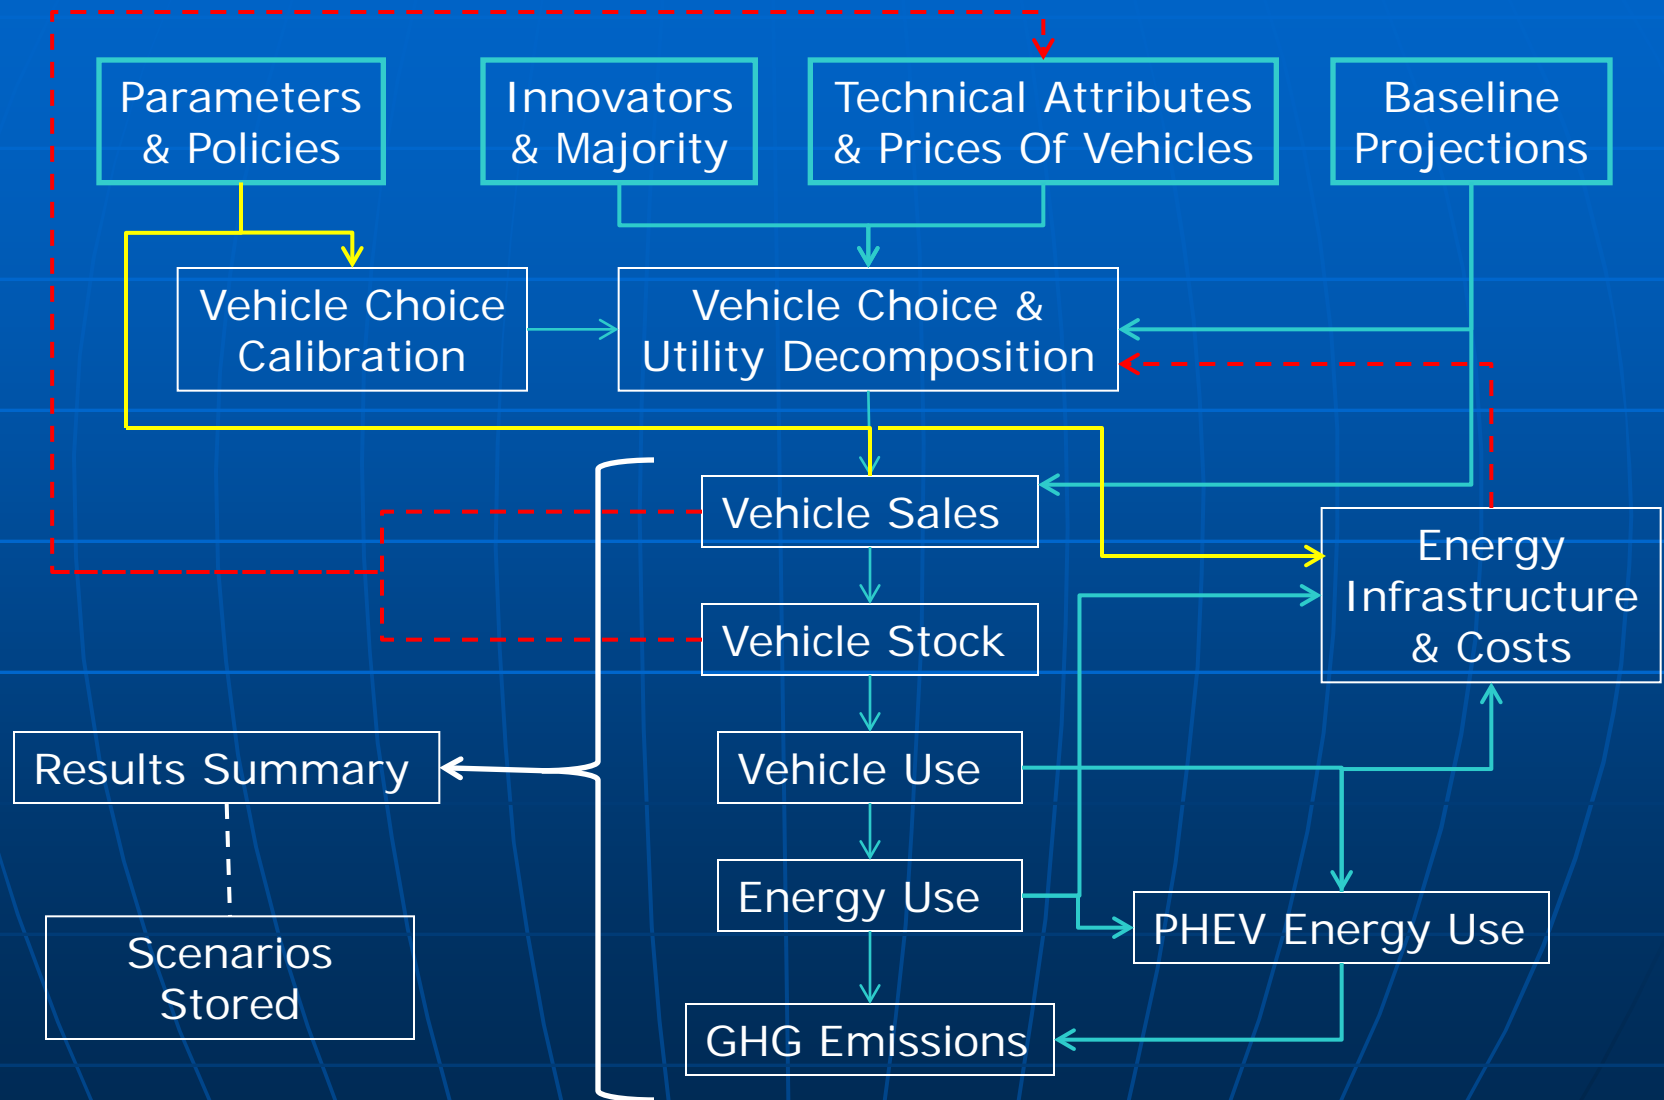 Parameters
& Policies
Innovators
& Majority
Technical Attributes
& Prices Of Vehicles
Baseline
Projections
Vehicle Choice
Calibration
Vehicle Choice &
Utility Decomposition
Vehicle Sales
Energy
Infrastructure
& Costs
Vehicle Stock
Results Summary
Vehicle Use
Energy Use
PHEV Energy Use
Scenarios
Stored
GHG Emissions